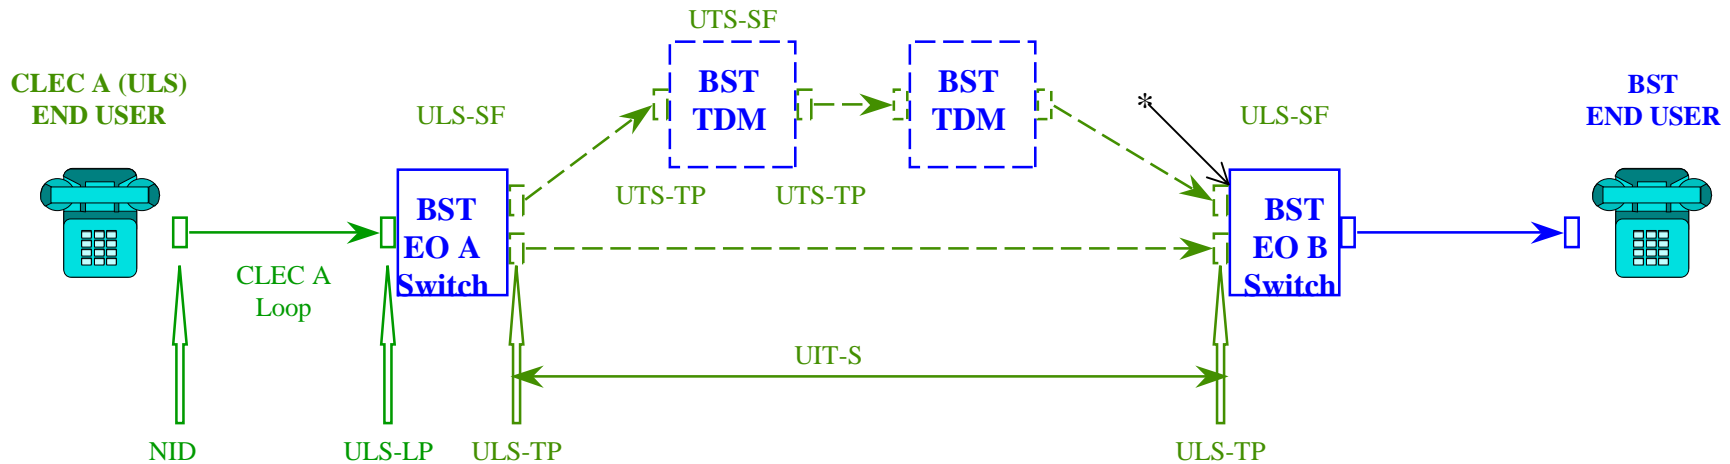 UTS-SF
CLEC A (ULS)
END USER
ULS-SF
BST
TDM
BST
TDM
*
ULS-SF
BST
END USER
UTS-TP
UTS-TP
BST
EO A
Switch
BST
EO B
Switch
CLEC A
Loop
UIT-S
NID
ULS-LP
ULS-TP
ULS-TP